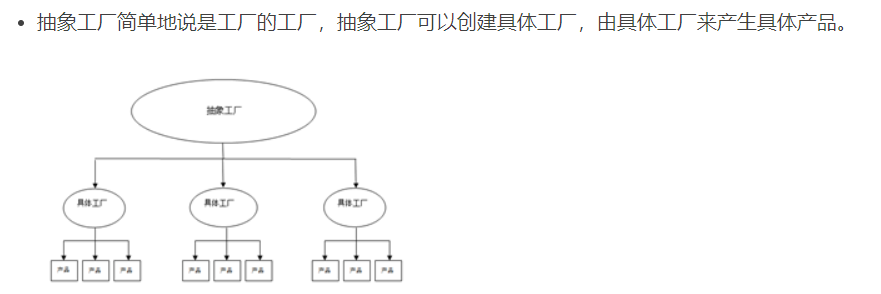 抽象工厂简单地说是工厂的工厂，抽象工厂可以创建具体工厂，由具体工厂来产生具体产品。
抽象工厂
具体工厂 具体工厂 具体工厂
产品 产品 产品 产品 产品 产品 产品 产品 产品